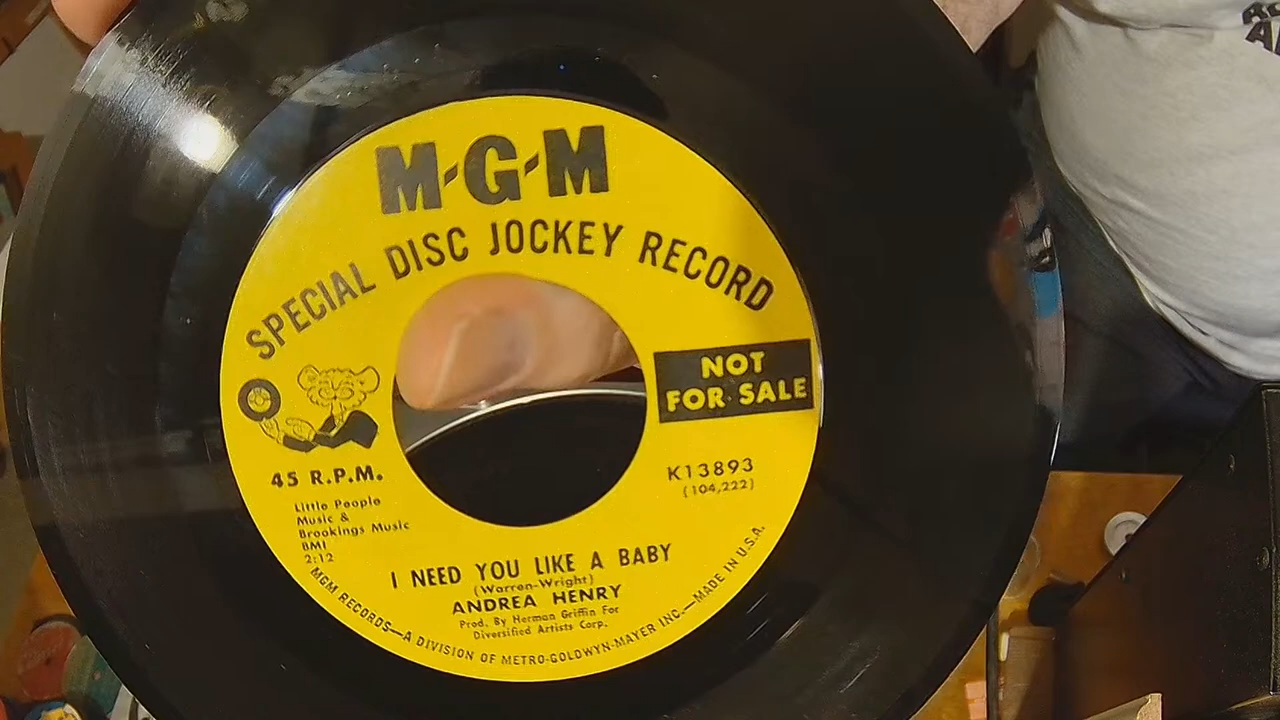 M-G-M
SPECIAL DISC JOCKEY RECORD
NOT
FOR SALE
45 R.P.M.
K13893
(104,222)
Little People
Music &
Brookings Music
BMI
2:12
I NEED YOU LIKE A BABY
(Warren-Wright)
ANDREA HENRY
Prod. By Herman Griffin For
Diversified Artists Corp.
MGM RECORDS—A DIVISION OF METRO-GOLDWYN-MAYER INC.—MADE IN U.S.A.